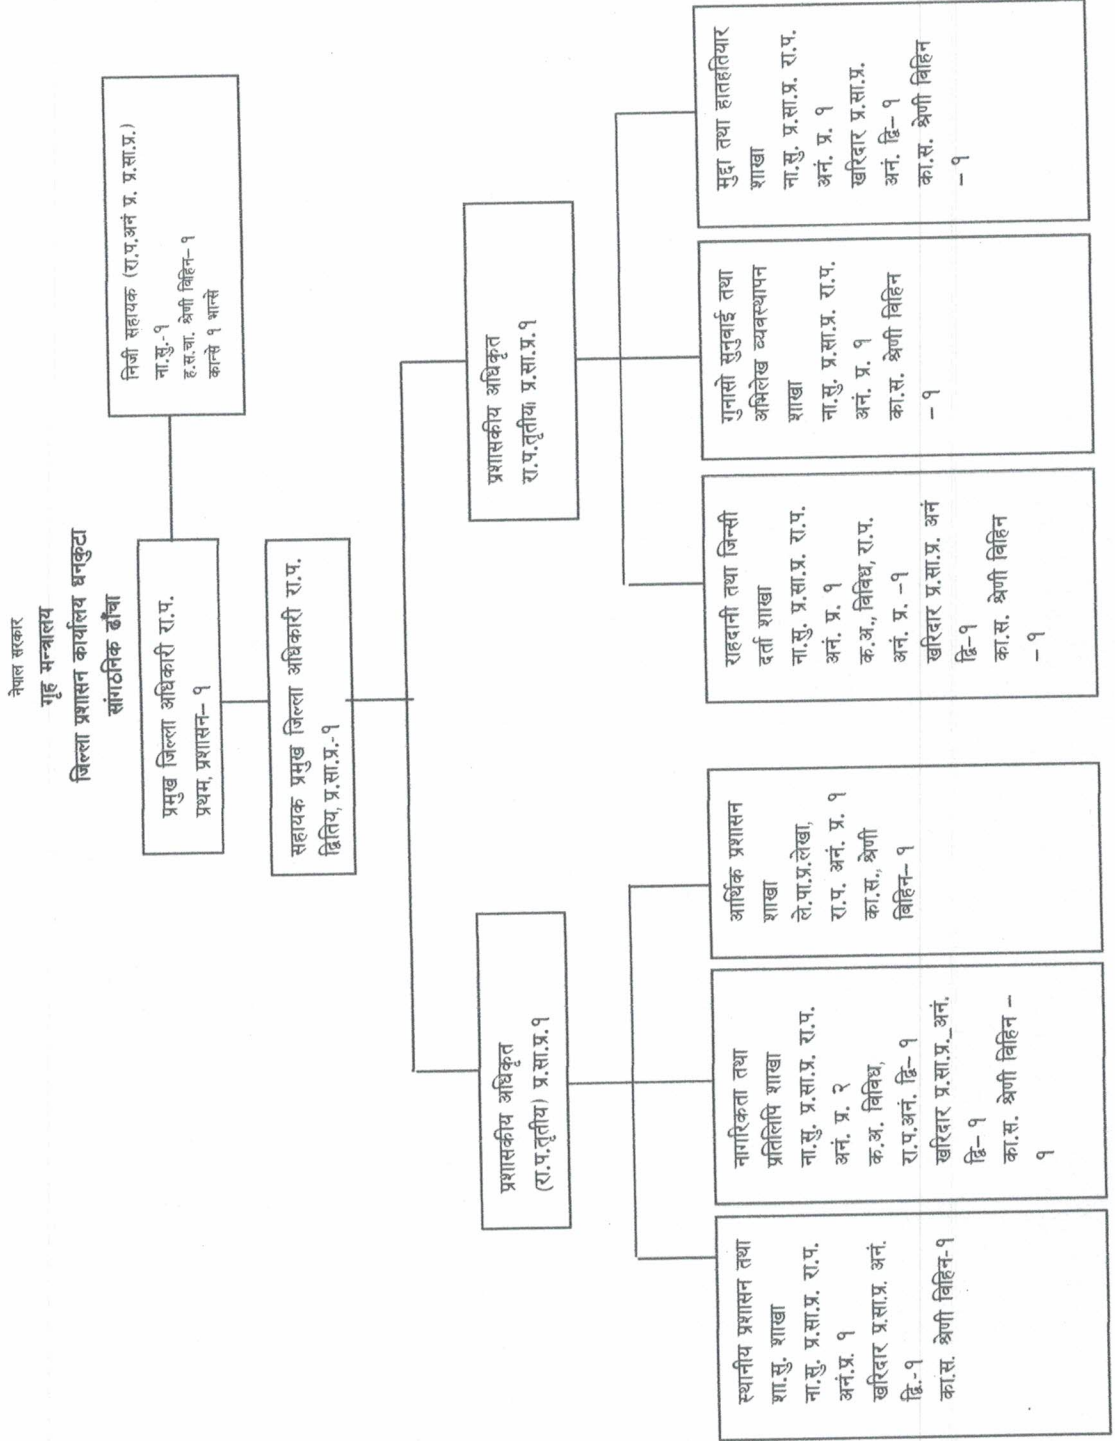 नेपाल सरकार
गृह मन्त्रालय
जिल्ला प्रशासन कार्यालय धनकुटा
सांगठनिक ढाँचा
प्रमुख जिल्ला अधिकारी रा.प.
प्रथम, प्रशासन– १
निजी सहायक (रा.प.अनं प्र. प्र.सा.प्र.)
ना.सु.-१
ह.स.चा. श्रेणी विहिन– १
कान्से १ भान्से
सहायक प्रमुख जिल्ला अधिकारी रा.प.
द्वितिय, प्र.सा.प्र.-१
प्रशासकीय अधिकृत
(रा.प.तृतीय) प्र.सा.प्र.१
प्रशासकीय अधिकृत
रा.प.तृतीय। प्र.सा.प्र.१
स्थानीय प्रशासन तथा
शा.सु. शाखा
ना.सु. प्र.सा.प्र. रा.प.
अनं.प्र. १
खरिदार प्र.सा.प्र. अनं.
द्वि.-१
का.स. श्रेणी विहिन-१
नागरिकता तथा
प्रतिलिपि शाखा
ना.सु. प्र.सा.प्र. रा.प.
अनं. प्र. २
क.अ. विविध,
रा.प.अनं. द्वि– १
खरिदार प्र.सा.प्र._अनं.
द्वि– १
का.स. श्रेणी विहिन –
१
आर्थिक प्रशासन
शाखा
ले.पा.प्र.लेखा,
रा.प. अनं. प्र. १
का.स., श्रेणी
विहिन– १
राहदानी तथा जिन्सी
दर्ता शाखा
ना.सु. प्र.सा.प्र. रा.प.
अनं. प्र. १
क.अ., विविध, रा.प.
अनं. प्र. -१
खरिदार प्र.सा.प्र. अनं
द्वि-१
का.स. श्रेणी विहिन
- १
गुनासो सुनुवाई तथा
अभिलेख व्यवस्थापन
शाखा
ना.सु. प्र.सा.प्र. रा.प.
अनं. प्र. १
का.स. श्रेणी विहिन
- १
मुद्दा तथा हातहतियार
शाखा
ना.सु. प्र.सा.प्र. रा.प.
अनं. प्र. १
खरिदार प्र.सा.प्र.
अनं. द्वि– १
का.स. श्रेणी विहिन
– १